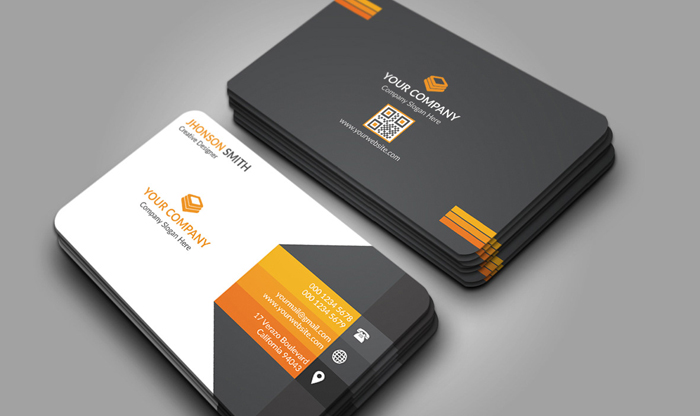 JHONSON SMITH
Creative Designer
YOUR COMPANY
Company Slogan Here
000 1234 5678
000 1234 5679
yourmail@gmail.com
www.yourwebsite.com
17 Verazo Boulevard
California 94043
YOUR COMPANY
Company Slogan Here
www.yourwebsite.com